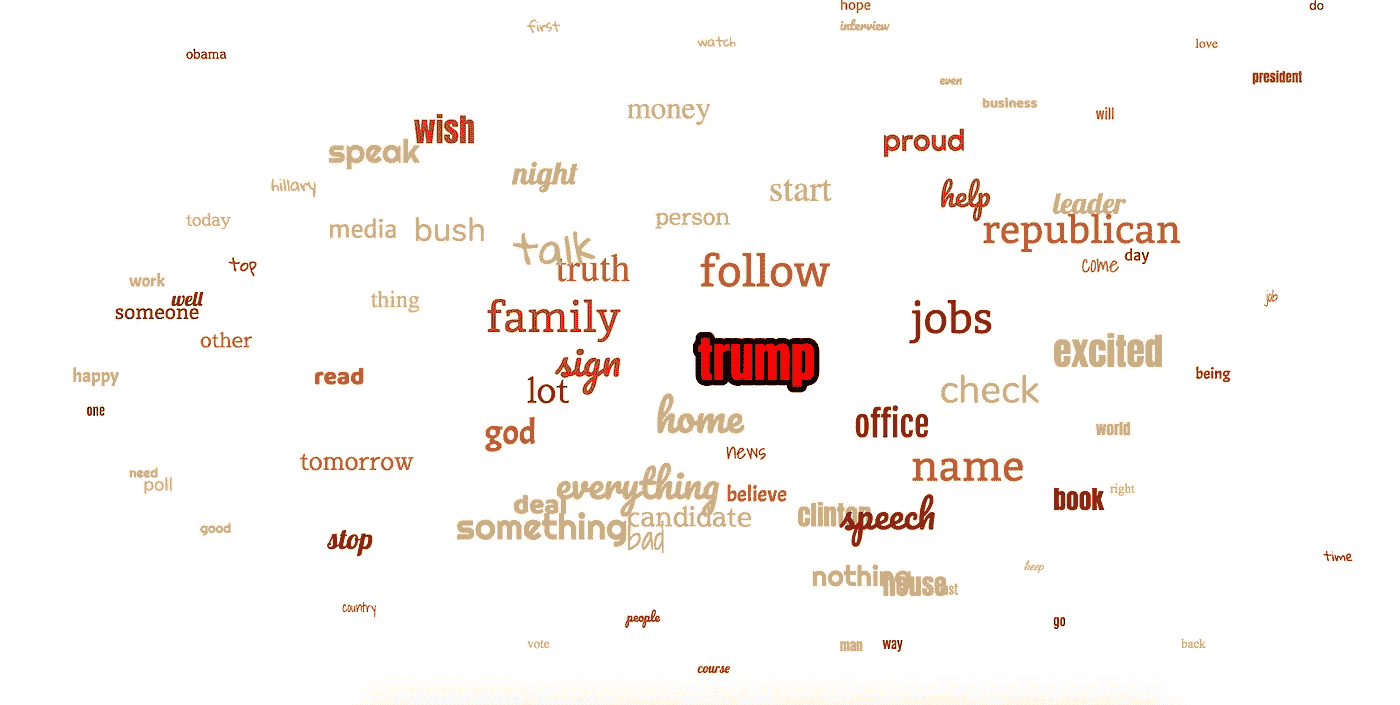 hope
do
first
interview
watch
love
obama
president
even
business
money
will
wish
proud
speak
night
hillary
start
help
leader
today
person
media
bush
republican
talk
truth
day
top
come
follow
work
well
someone
thing
job
family
jobs
other
trump
excited
sign
happy
read
being
lot
check
one
home
office
god
world
news
tomorrow
name
need
poll
everything
believe
book
right
deal
candidate
clinton
speech
something
good
bad
stop
time
keep
nothing
house
last
country
people
go
vote
man
way
back
course